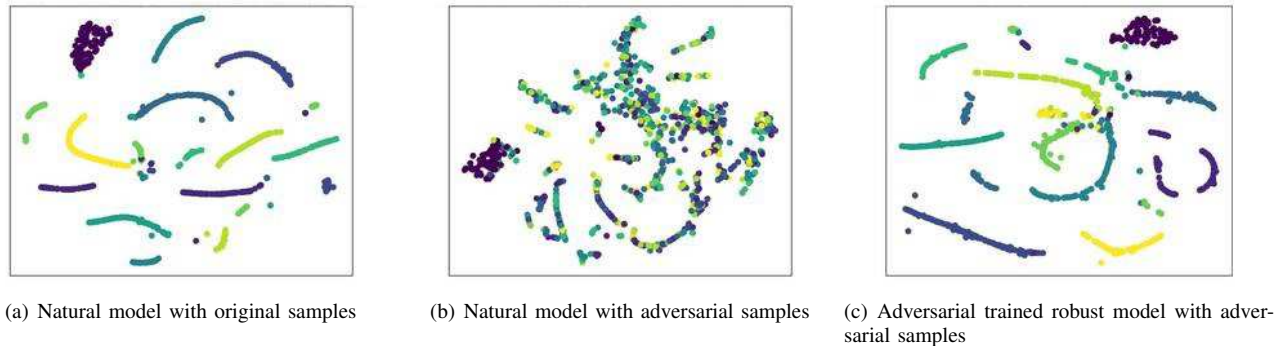 (a) Natural model with original samples
(b) Natural model with adversarial samples
(c) Adversarial trained robust model with adver-
sarial samples